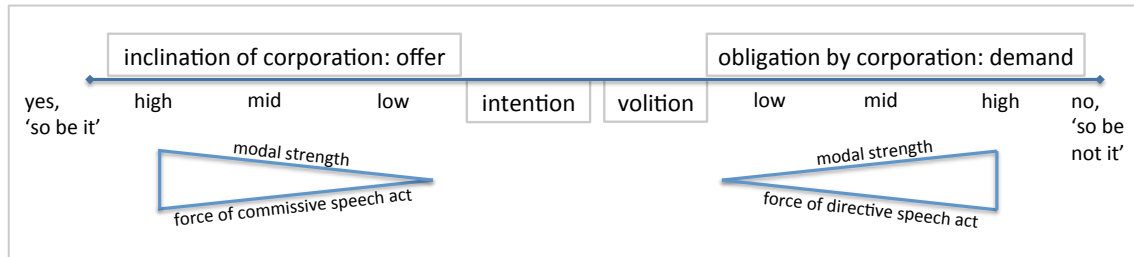 inclination of corporation: offer
obligation by corporation: demand
yes,
'so be it'
high
mid
low
intention
volition
low
mid
high
no,
'so be
not it'
modal strength
force of commissive speech act
modal strength
force of directive speech act